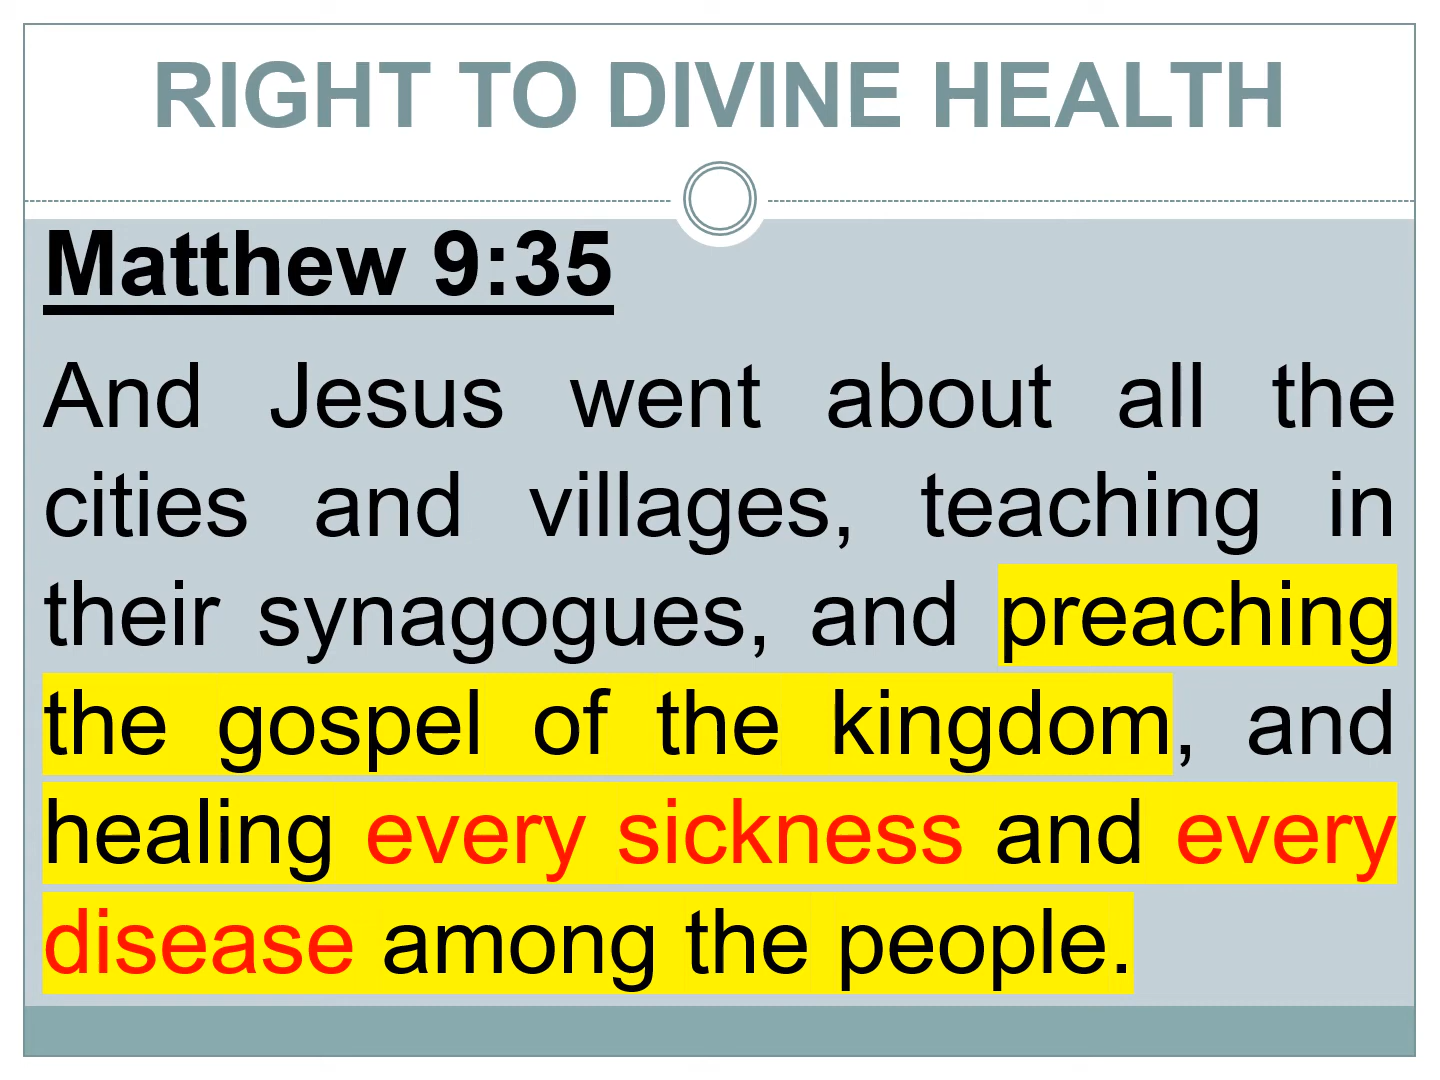 RIGHT TO DIVINE HEALTH
Matthew 9:35
And Jesus went about all the
cities and villages, teaching in
their synagogues, and preaching
the gospel of the kingdom, and
healing every sickness and every
disease among the people.